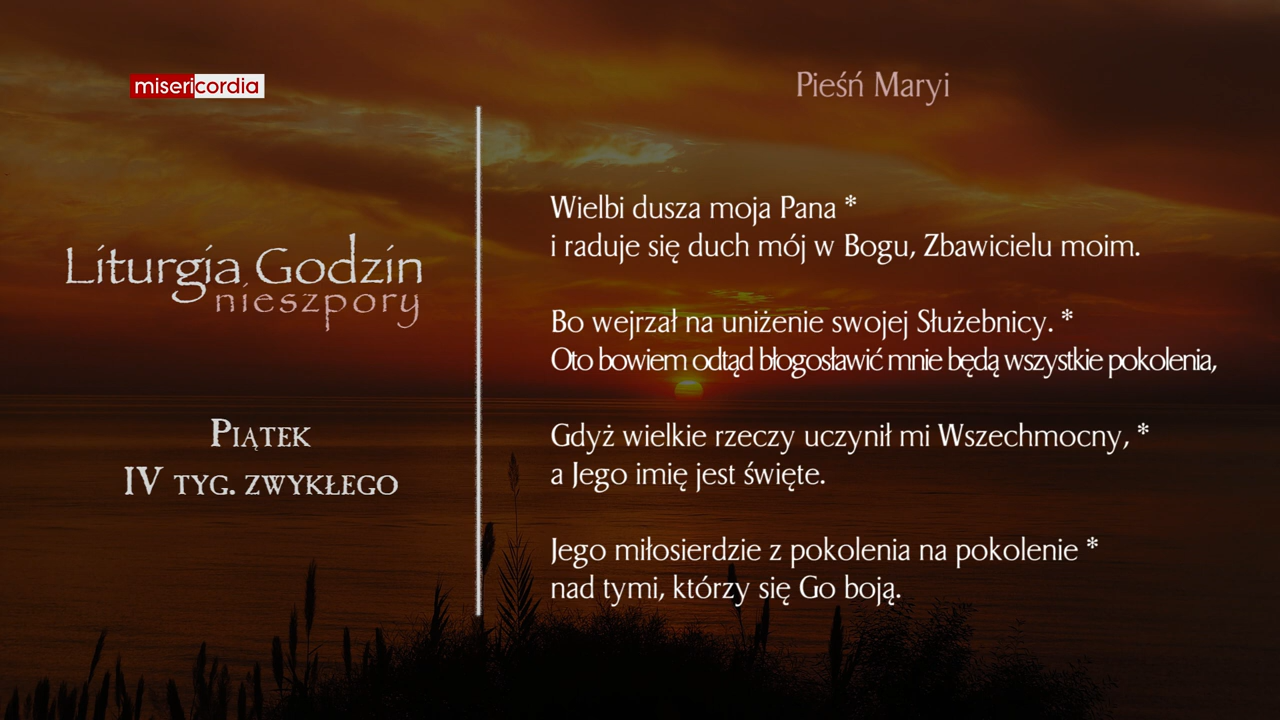 misericordia
Liturgia Godzin
nieszpory
Piątek
IV tyg. zwykłego
Pieśń Maryi
Wielbi dusza moja Pana *
i raduje się duch mój w Bogu, Zbawicielu moim.
Bo wejrzał na uniżenie swojej Służebnicy. *
Oto bowiem odtąd błogosławić mnie będą wszystkie pokolenia,
Gdyż wielkie rzeczy uczynił mi Wszechmocny, *
a Jego imię jest święte.
Jego miłosierdzie z pokolenia na pokolenie *
nad tymi, którzy się Go boją.